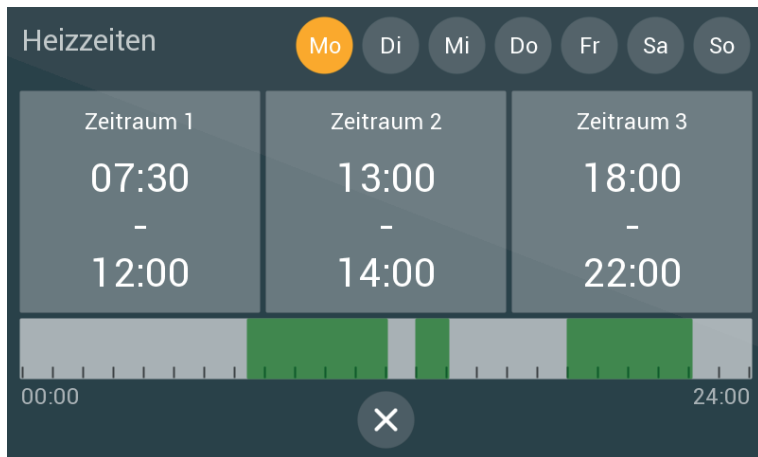 Heizzeiten
Mo Di Mi Do Fr Sa So
Zeitraum 1
07:30
-
12:00
Zeitraum 2
13:00
-
14:00
Zeitraum 3
18:00
-
22:00
00:00
24:00